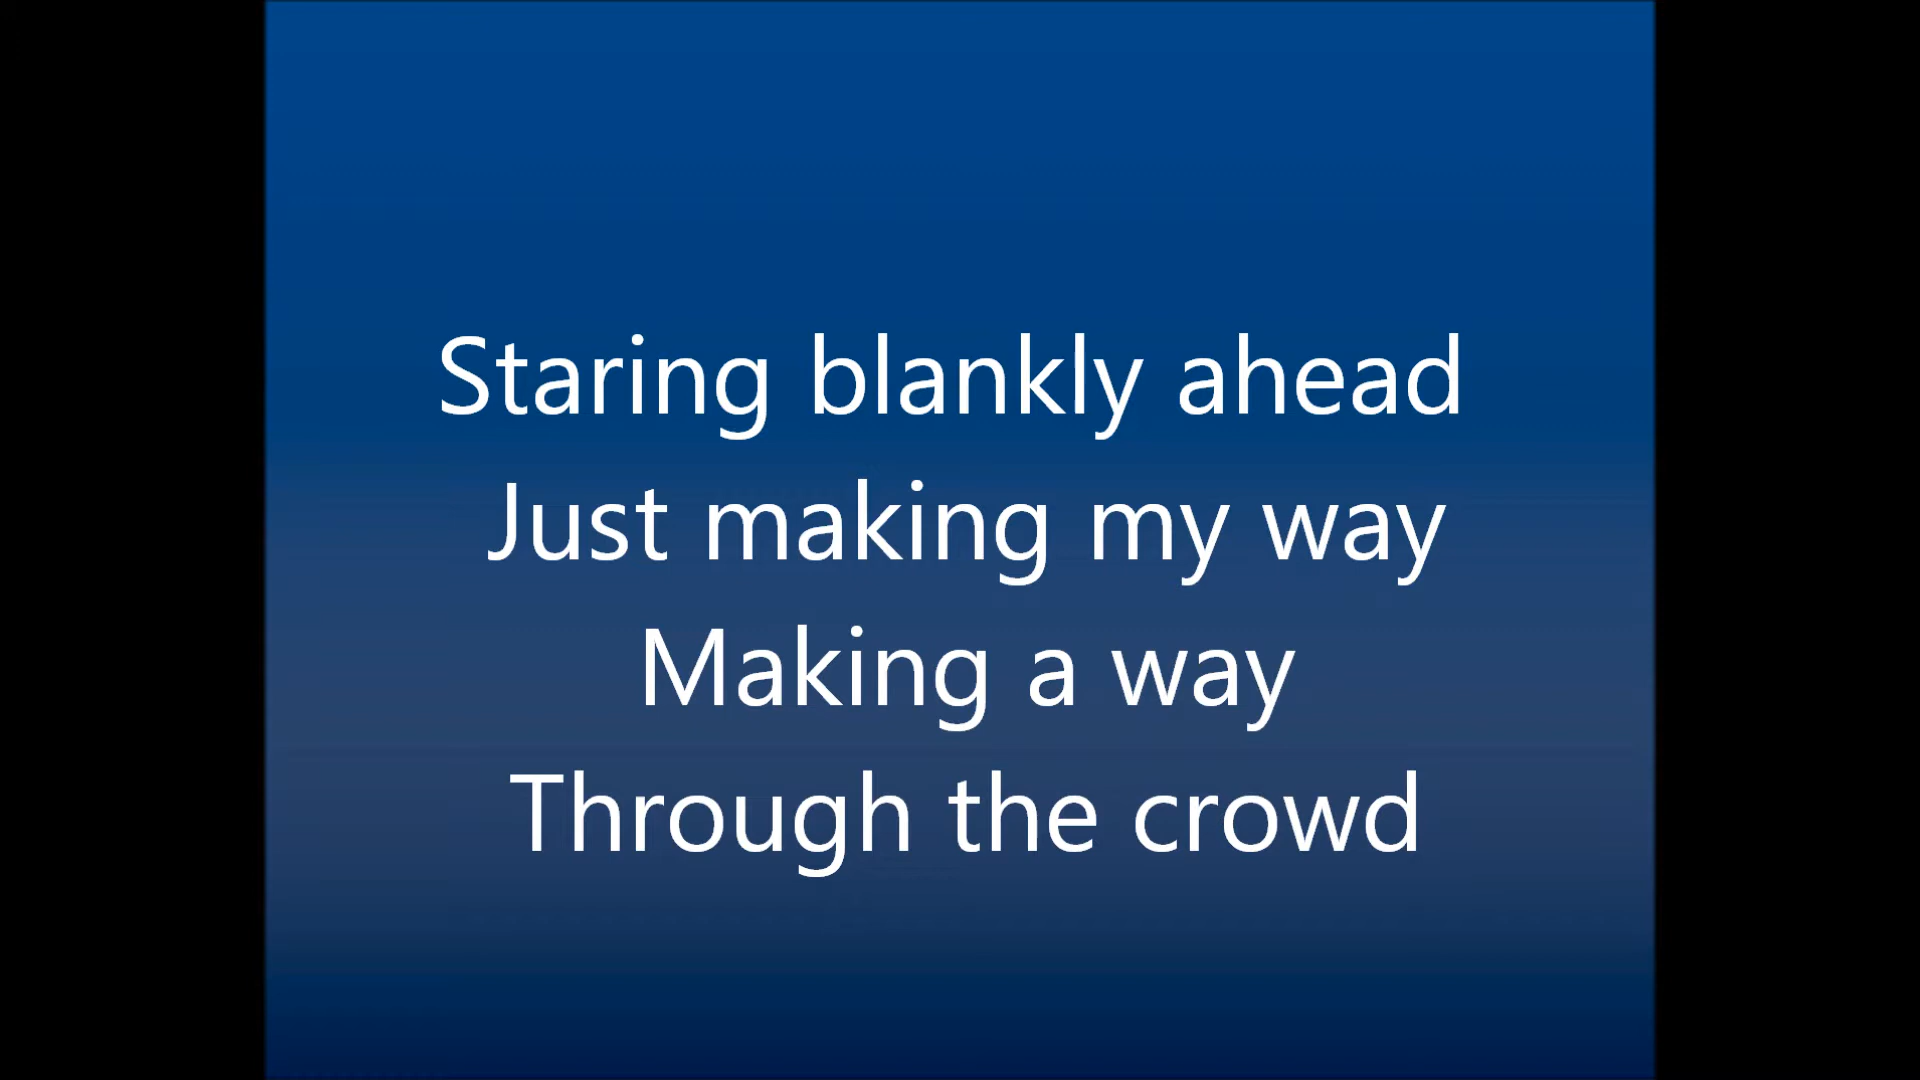 Staring blankly ahead
Just making my way
Making a way
Through the crowd